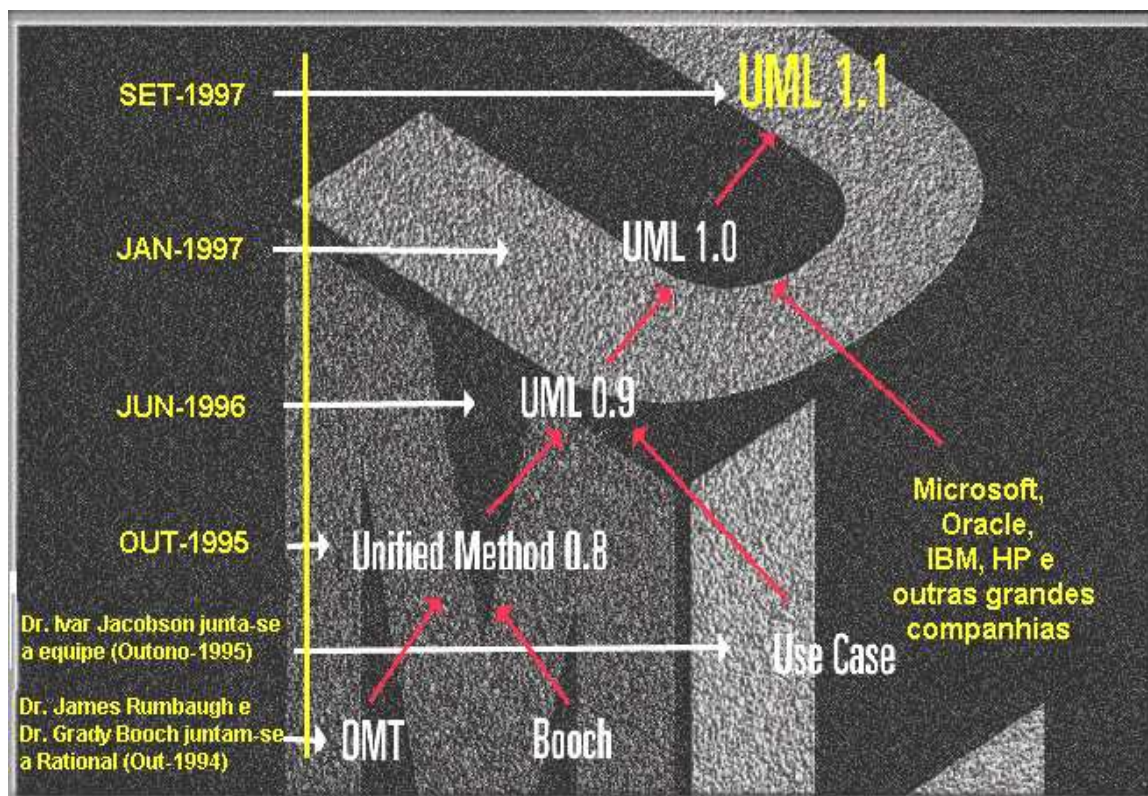 SET-1997
UML 1.1
JAN-1997
UML 1.0
JUN-1996
UML 0.9
Microsoft,
Oracle,
IBM, HP e
outras grandes
companhias
OUT-1995
Unified Method 0.8
Dr. Ivar Jacobson junta-se
a equipe (Outono-1995)
Use Case
Dr. James Rumbaugh e
Dr. Grady Booch juntam-se
a Rational (Out-1994)
OMT
Booch